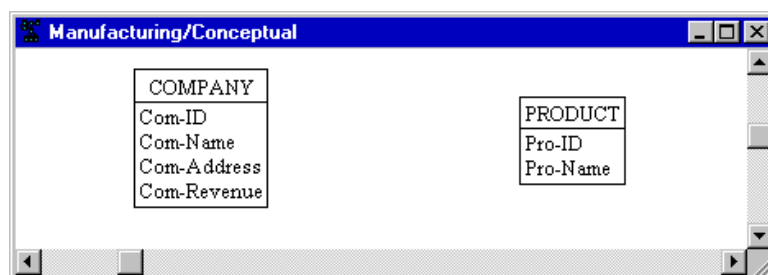 Manufacturing/Conceptual
COMPANY
Com-ID
Com-Name
Com-Address
Com-Revenue
PRODUCT
Pro-ID
Pro-Name